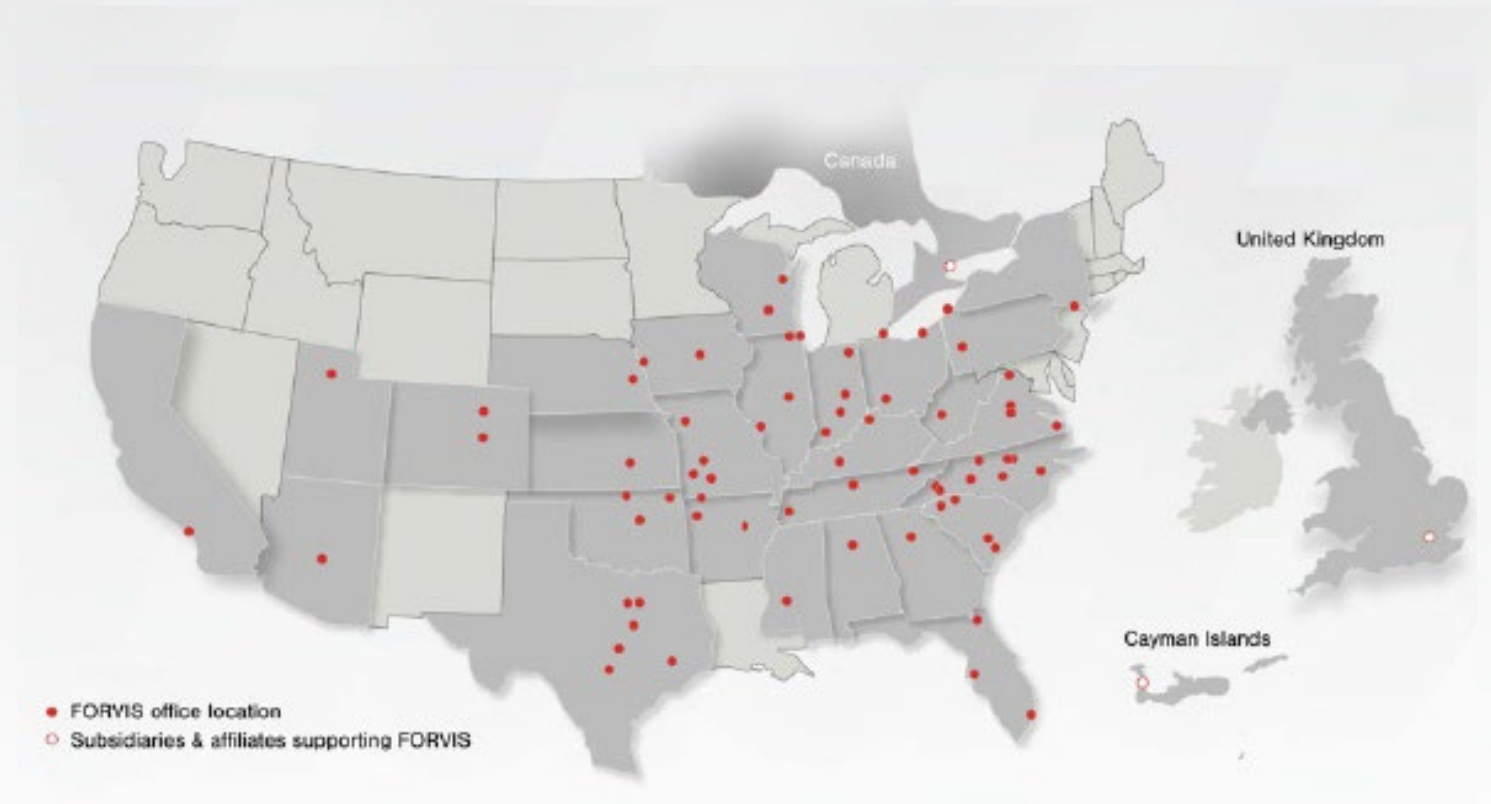 Canada
United Kingdom
Cayman Islands
FORVIS office location
Subsidiaries & affiliates supporting FORVIS